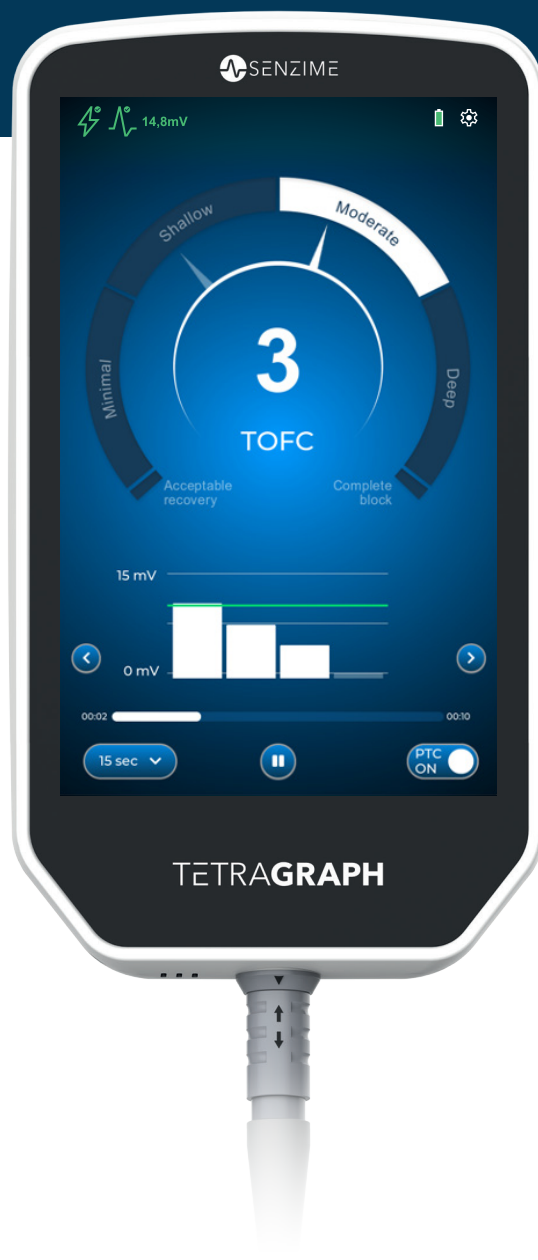 SENZIME
14,8mV
Shallow
Moderate
Minimal
Deep
3
TOFC
Acceptable
recovery
Complete
block
15 mV
0 mV
00:02
00:10
15 sec
PTC
ON
TETRAGRAPH